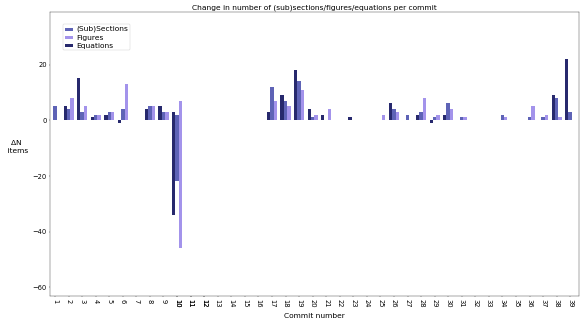 Change in number of (sub)sections/figures/equations per commit
(Sub)Sections
Figures
Equations
20
0
−20
−40
−60
ΔN
items
1 2 3 4 5 6 7 8 9 10 11 12 13 14 15 16 17 18 19 20 21 22 23 24 25 26 27 28 29 30 31 32 33 34 35 36 37 38 39
Commit number